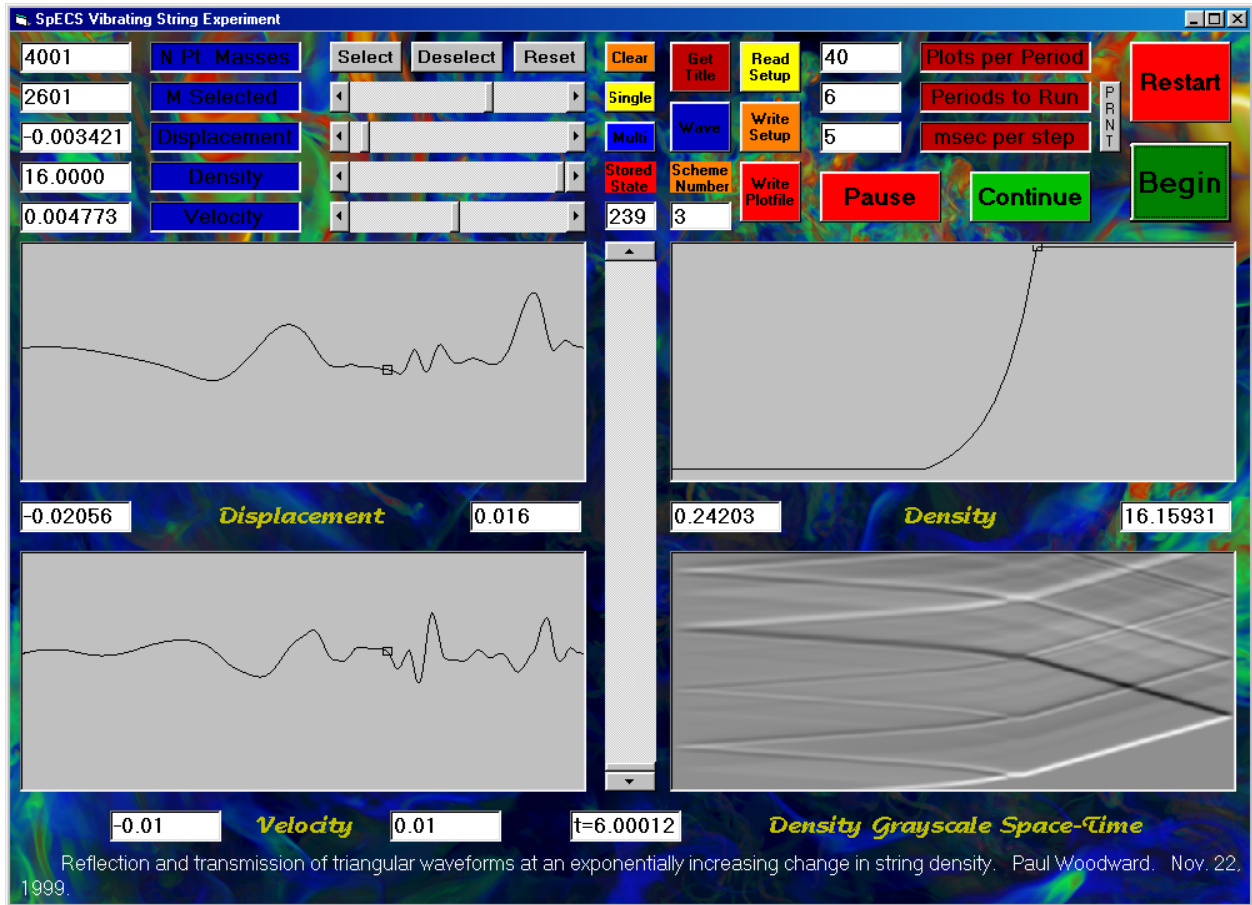 SpECS Vibrating String Experiment
4001 N Pt. Masses Select Deselect Reset Clear Get Title Read Setup 40 Plots per Period Restart
2601 M Selected Single 6 Periods to Run PRNT
-0.003421 Displacement Multi Wave Write Setup 5 msec per step
16.0000 Density Stored State Scheme Number Write Plotfile Pause Continue Begin
0.004773 Velocity 239 3
-0.02056 Displacement 0.016 0.24203 Density 16.15931
-0.01 Velocity 0.01 t=6.00012 Density Grayscale Space-Time
Reflection and transmission of triangular waveforms at an exponentially increasing change in string density. Paul Woodward. Nov. 22,
1999.